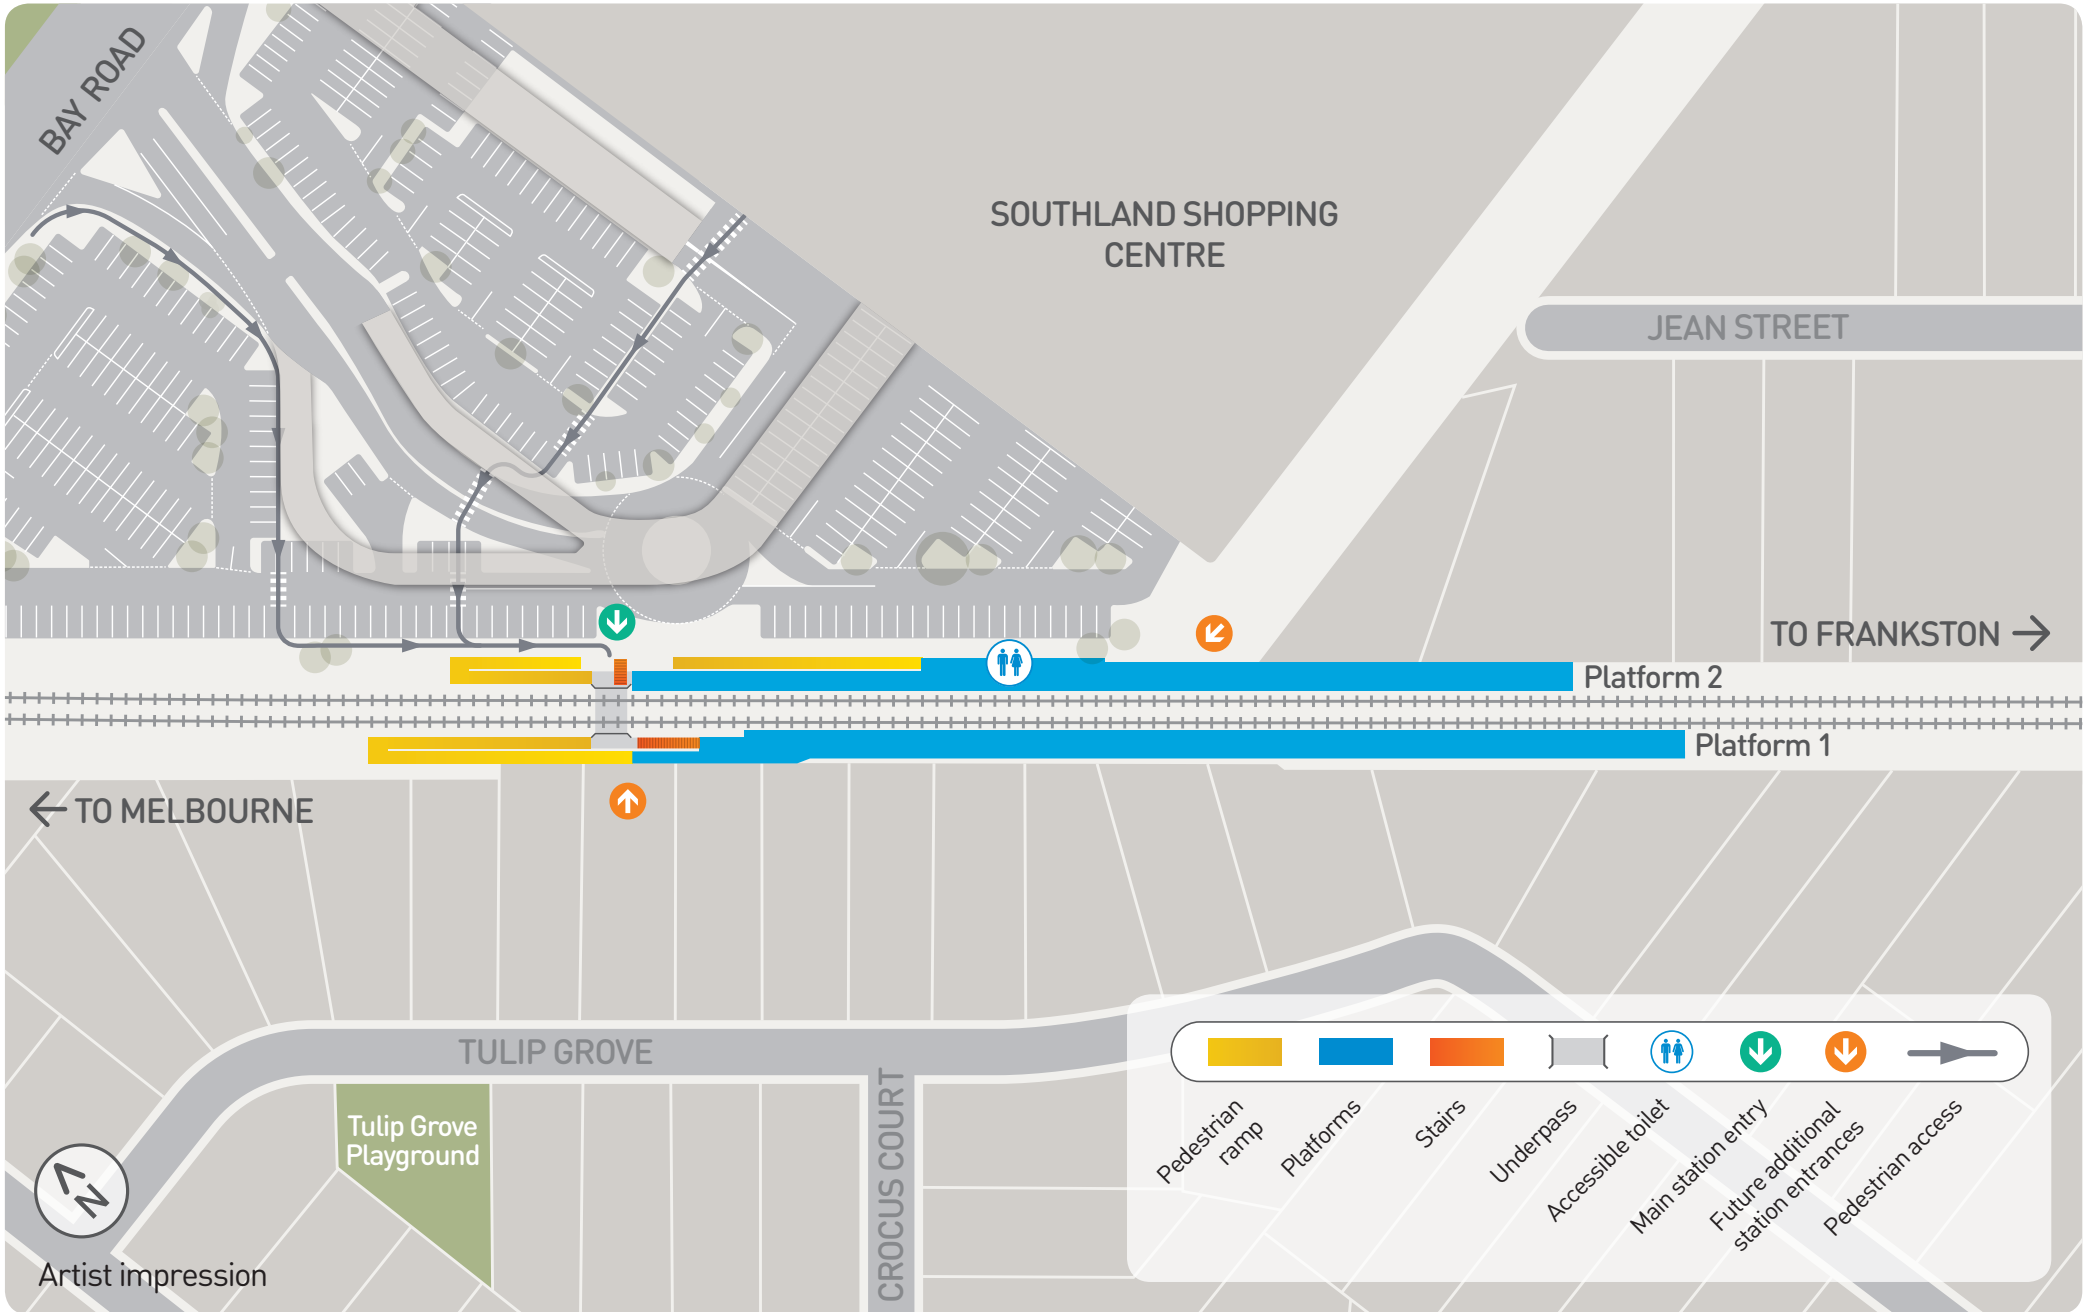 BAY ROAD
SOUTHLAND SHOPPING
CENTRE
JEAN STREET
TO FRANKSTON
Platform 2
Platform 1
TO MELBOURNE
TULIP GROVE
CROCUS COURT
Tulip Grove
Playground
N
Artist impression
Pedestrian
ramp
Platforms
Stairs
Underpass
Accessible toilet
Main station entry
Future additional
station entrances
Pedestrian access